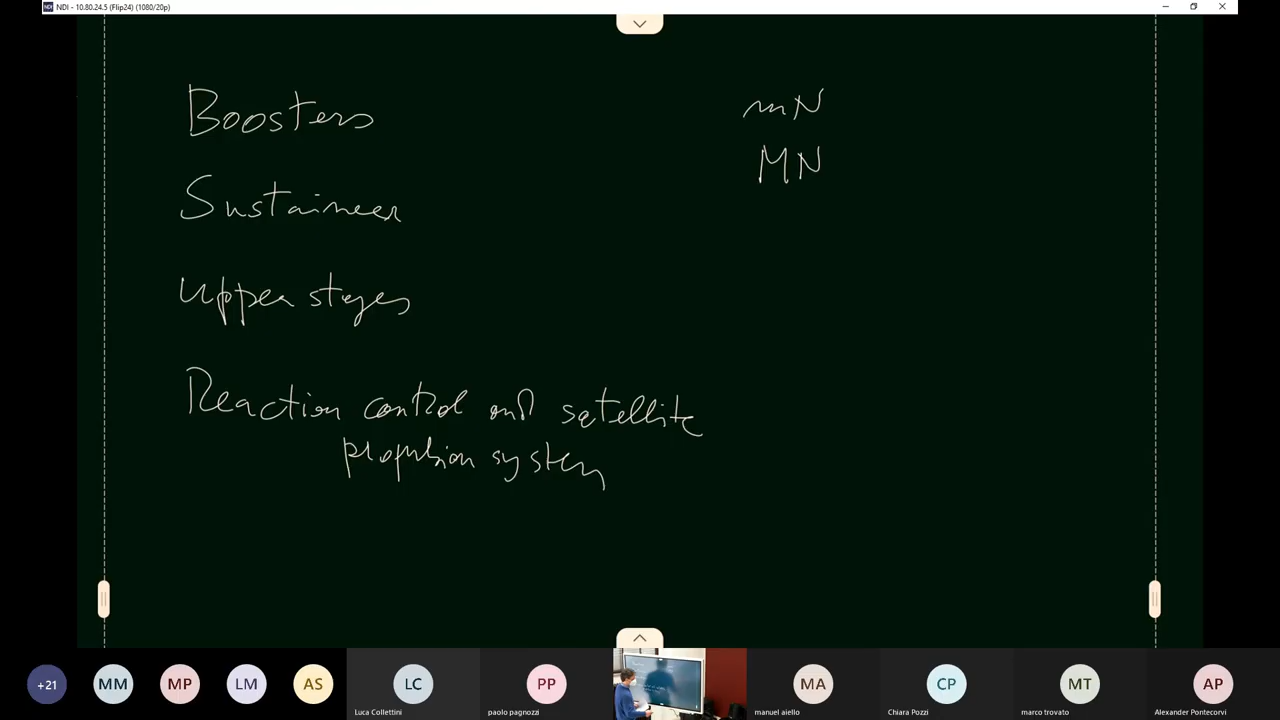 NDI - 10.80.24.5 (Flip24) (1080/20p)
Boosters
mN
MN
Sustaineer
Upper stages
Reaction control and satellite
propulsion system
+21
MM
MP
LM
AS
LC
Luca Collettini
PP
paolo pagnozzi
MA
manuel aiello
CP
Chiara Pozzi
MT
marco trovato
AP
Alexander Pontecorvi